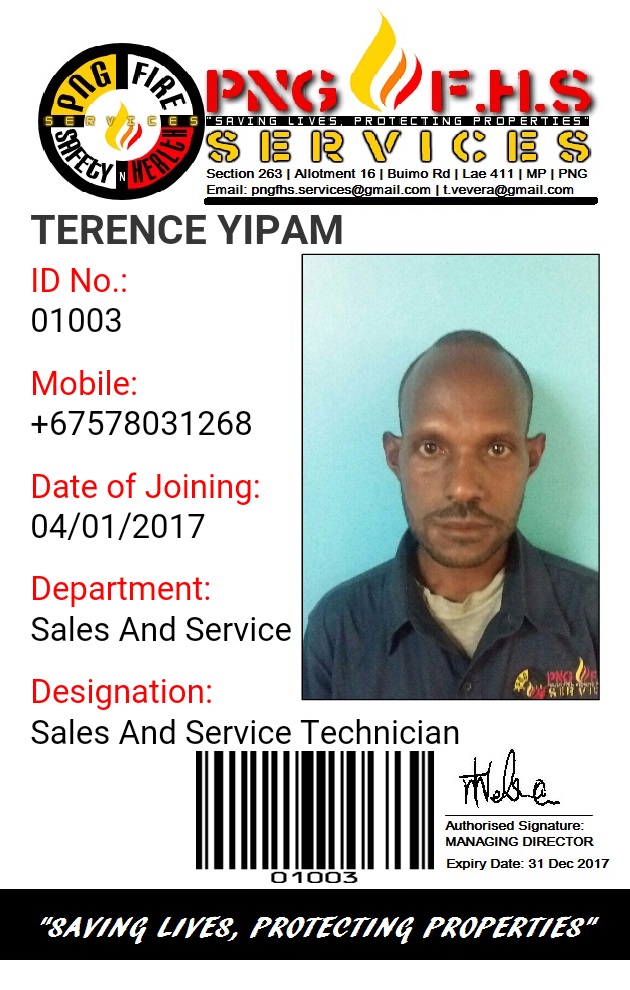 PNG FIRE
SERVICES
SAFETY N HEALTH
PNG F.H.S
"SAVING LIVES, PROTECTING PROPERTIES"
SERVICES
Section 263 | Allotment 16 | Buimo Rd | Lae 411 | MP | PNG
Email: pngfhs.services@gmail.com | t.vevera@gmail.com
TERENCE YIPAM
ID No.:
01003
Mobile:
+67578031268
Date of Joining:
04/01/2017
Department:
Sales And Service
Designation:
Sales And Service Technician
PNG F.
SERVIC
01003
Authorised Signature:
MANAGING DIRECTOR
Expiry Date: 31 Dec 2017
"SAVING LIVES, PROTECTING PROPERTIES"